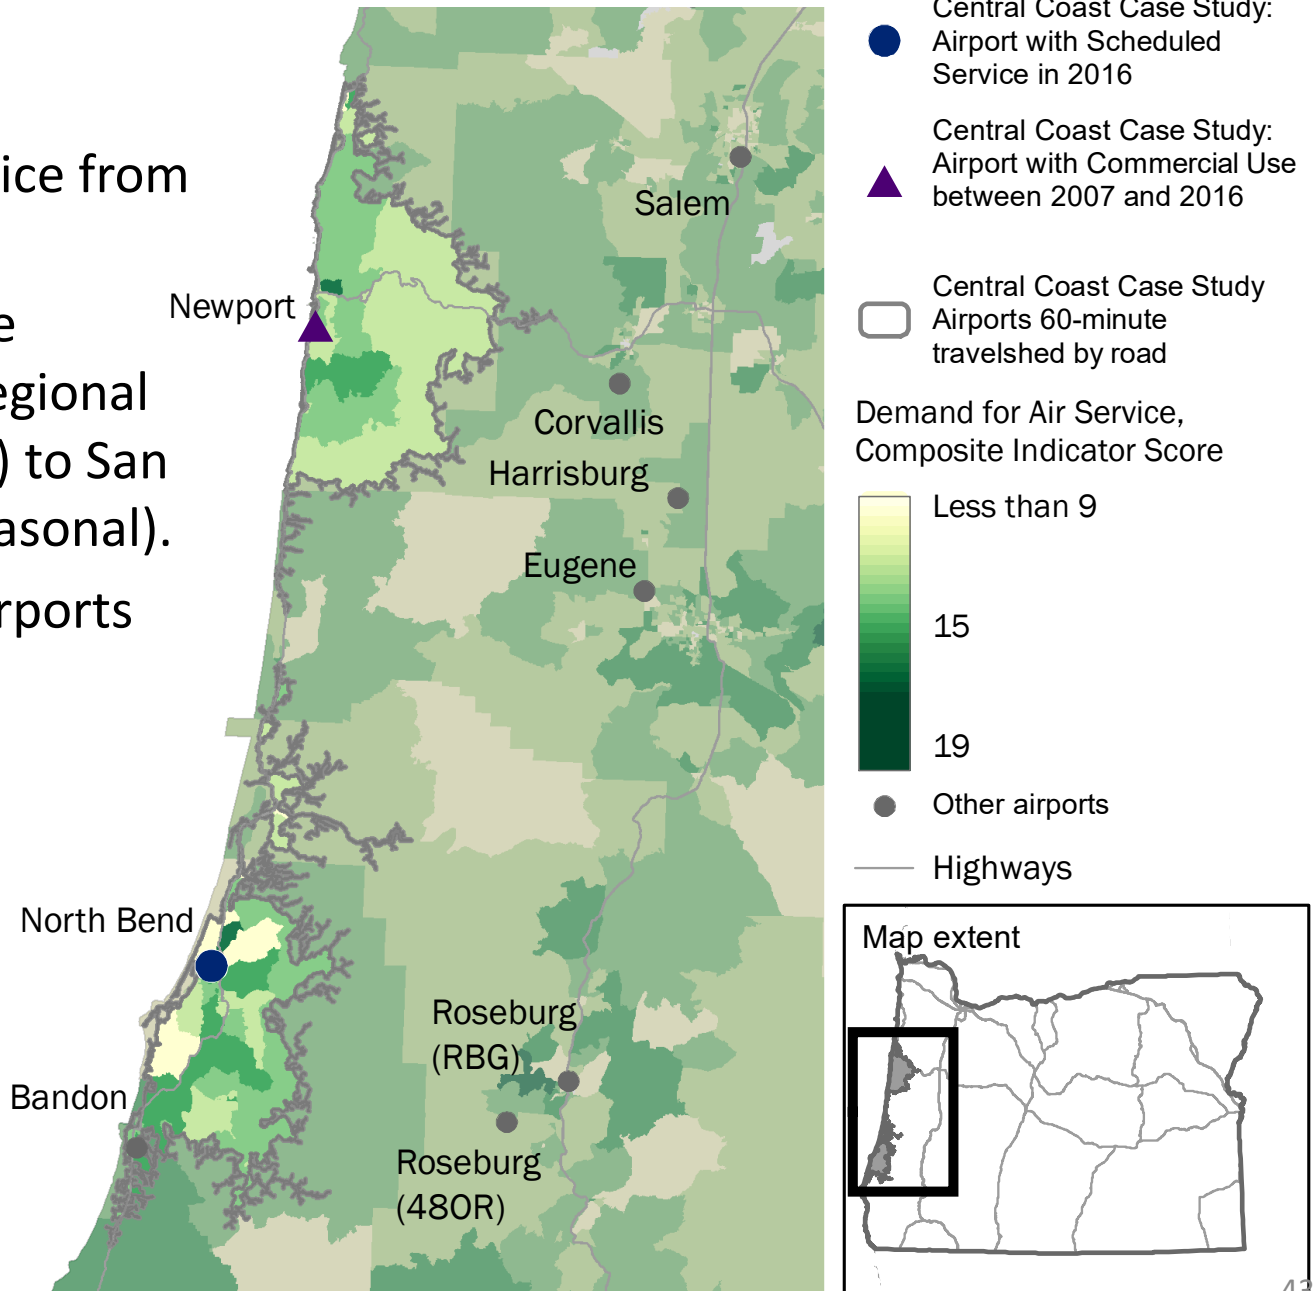 ice from
e
egional
) to San
asonal).
rports
Salem
Newport
Corvallis
Harrisburg
Eugene
North Bend
Roseburg
(RBG)
Bandon
Roseburg
(48OR)
Central Coast Case Study:
Airport with Scheduled
Service in 2016
Central Coast Case Study:
Airport with Commercial Use
between 2007 and 2016
Central Coast Case Study
Airports 60-minute
travelshed by road
Demand for Air Service,
Composite Indicator Score
Less than 9
15
19
Other airports
Highways
Map extent
43